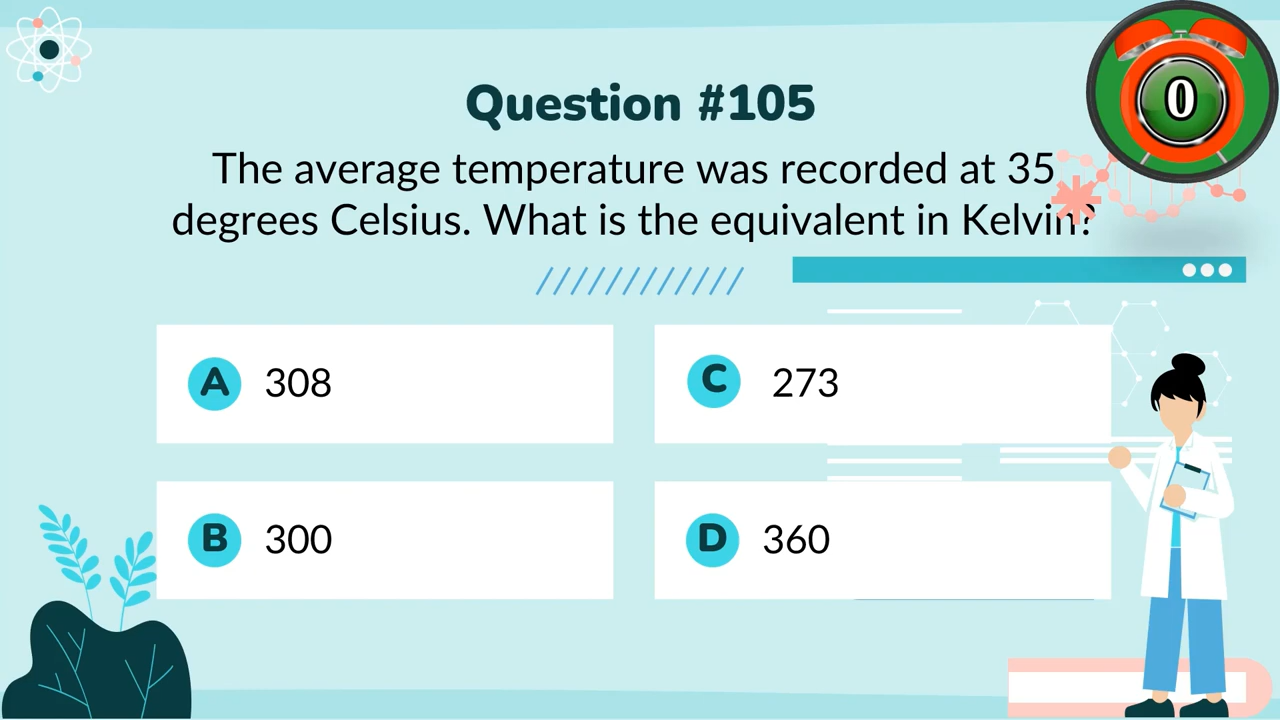 0
Question #105
The average temperature was recorded at 35
degrees Celsius. What is the equivalent in Kelvin?
A 308
C 273
B 300
D 360